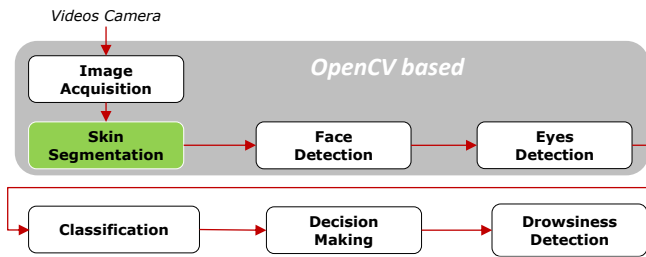 Videos Camera
OpenCV based
Image
Acquisition
Skin
Segmentation
Face
Detection
Eyes
Detection
Classification
Decision
Making
Drowsiness
Detection